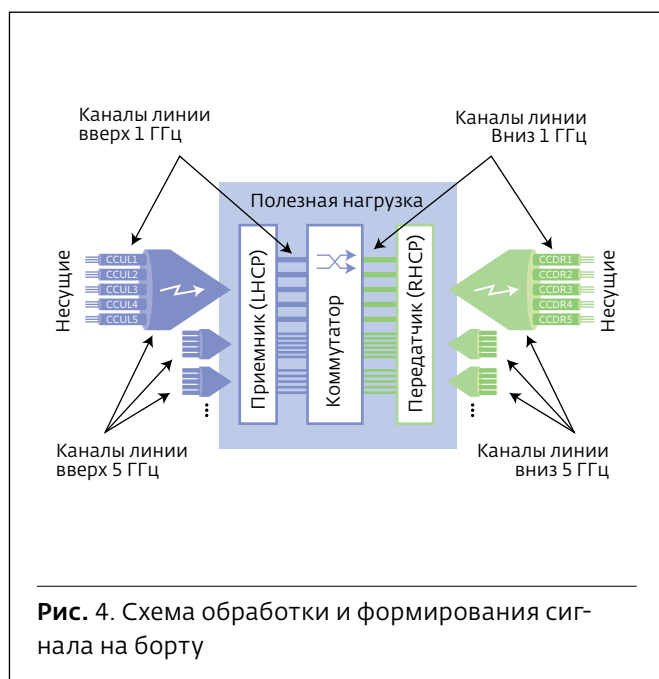 Каналы линии
вверх 1 ГГц
Каналы линии
Вниз 1 ГГц
Полезная нагрузка
Несущие
CCUL1
CCUL2
CCUL3
CCUL4
CCUL5
Приемник (LHCP)
Коммутатор
Передатчик (RHCP)
CCDR1
CCDR2
CCDR3
CCDR4
CCDR5
Несущие
Каналы линии
вверх 5 ГГц
Каналы линии
вниз 5 ГГц
Рис. 4. Схема обработки и формирования сиг-
нала на борту